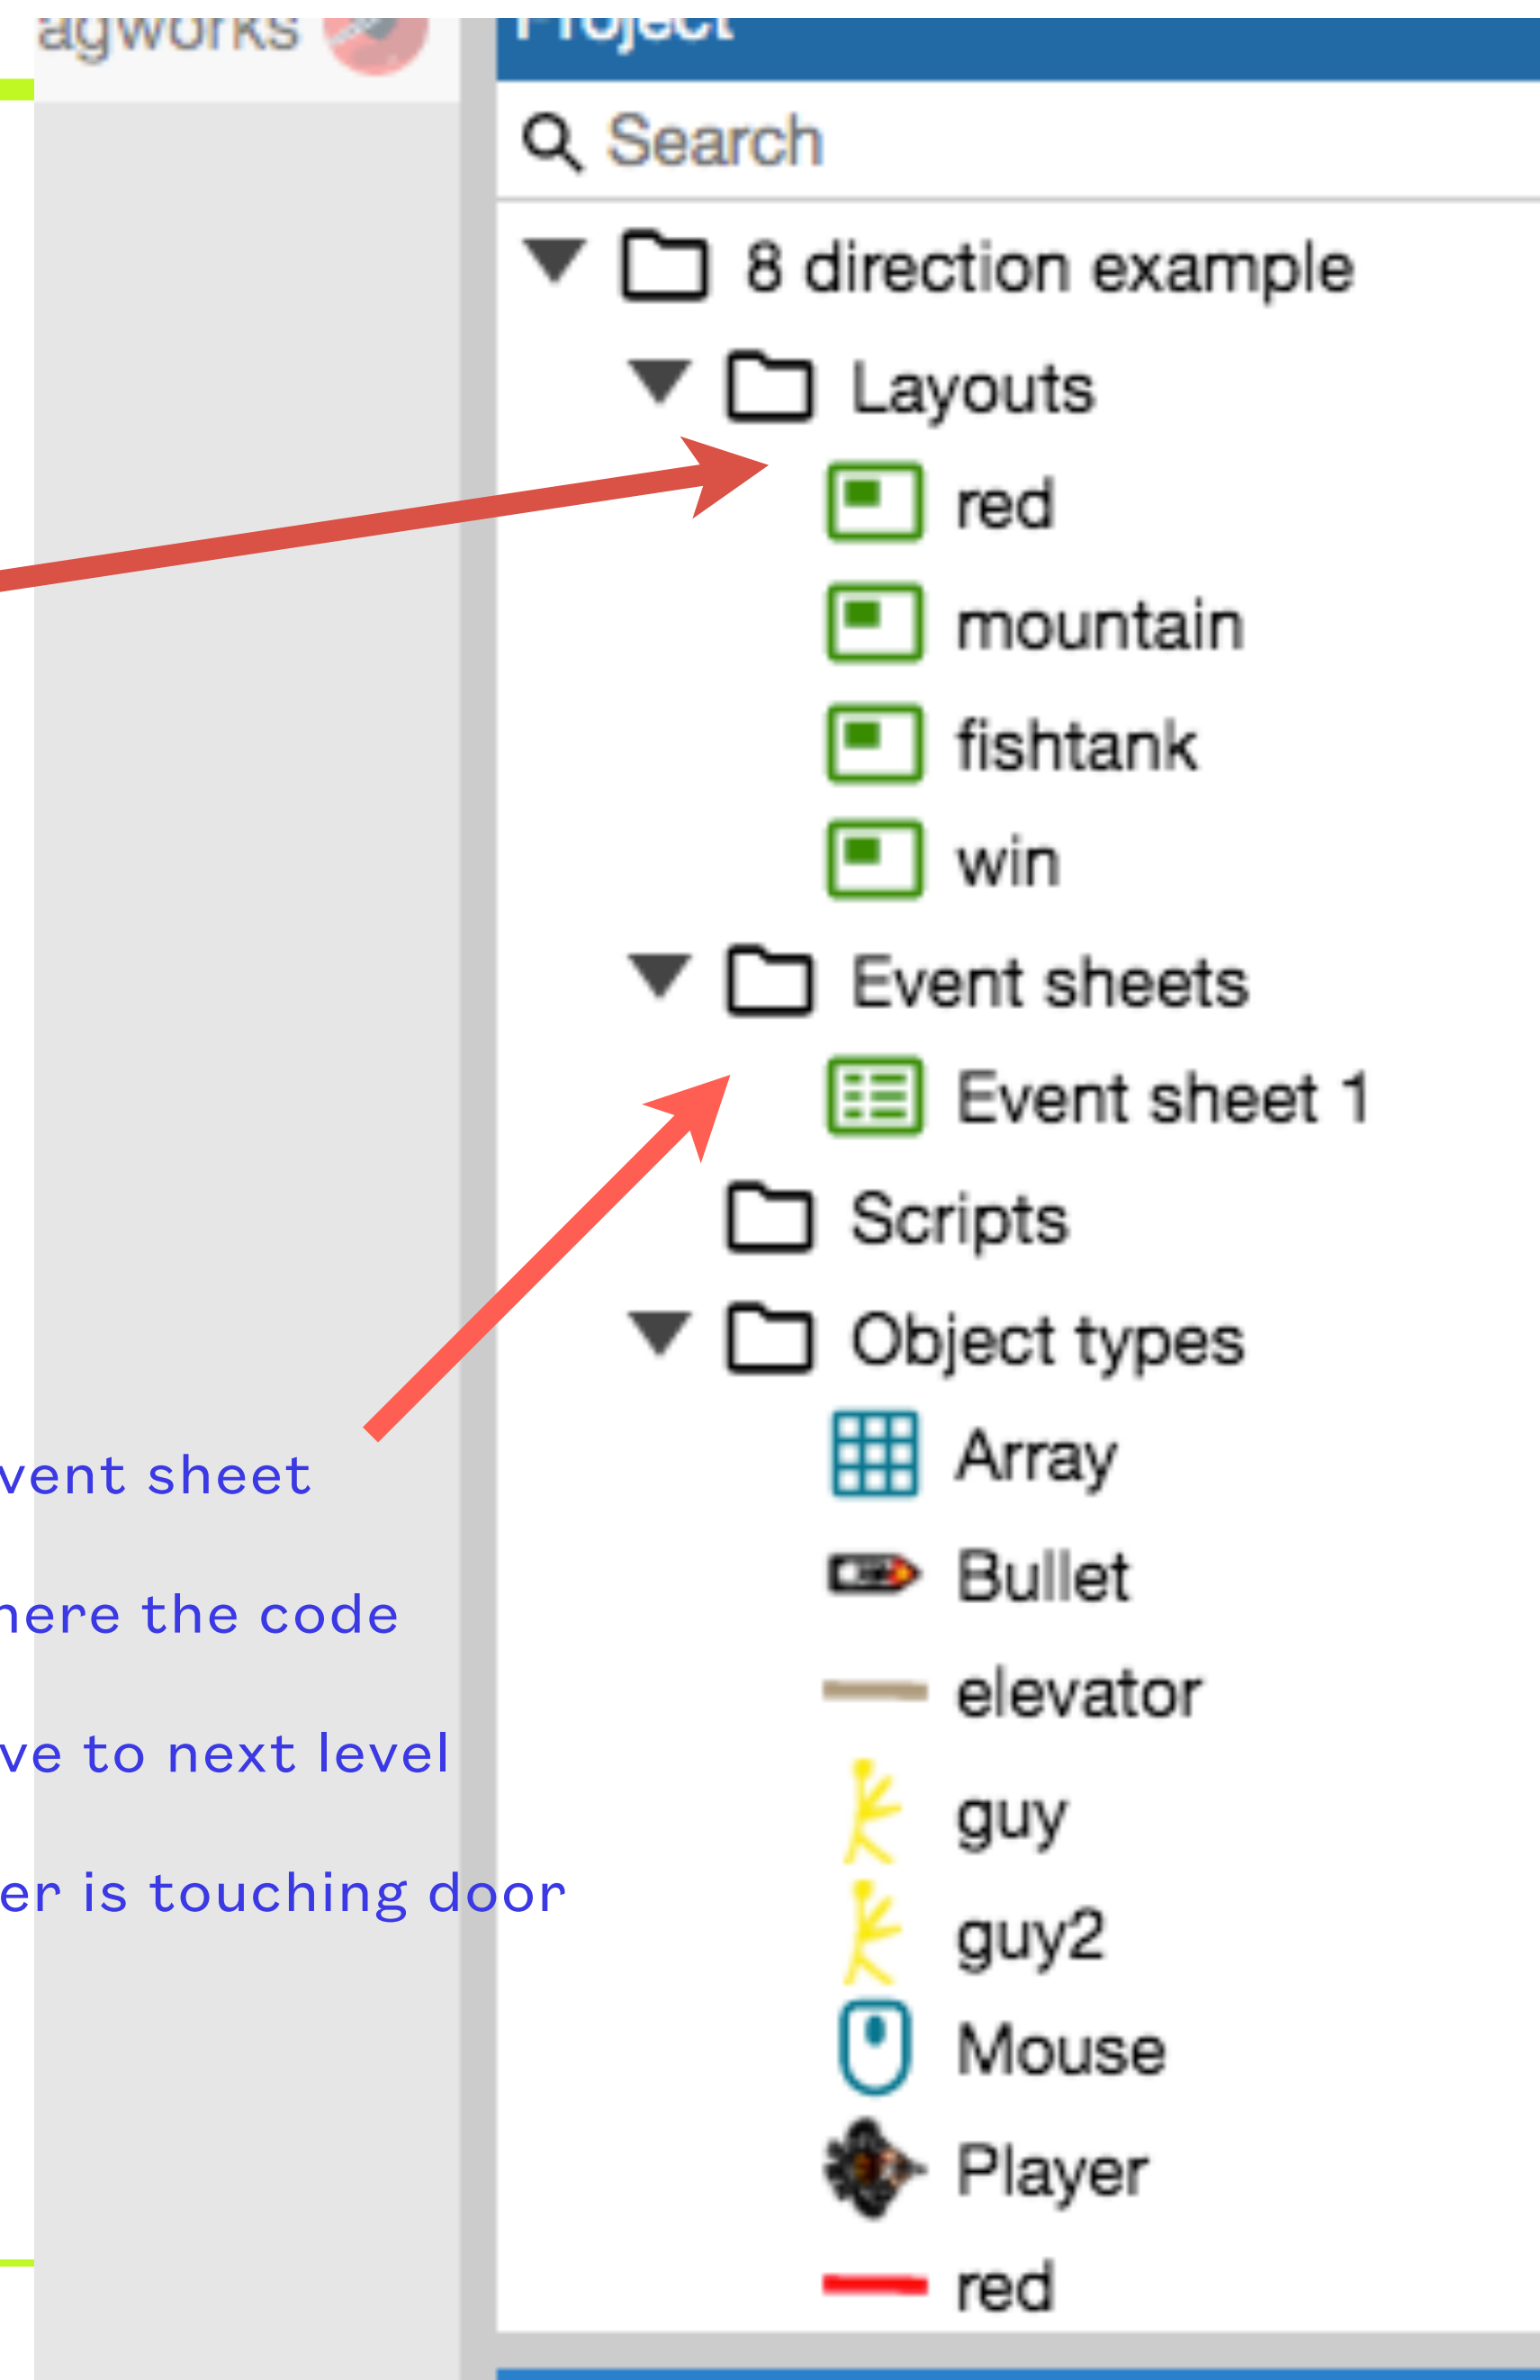 agworks
Project
Search
8 direction example
Layouts
red
mountain
fishtank
win
Event sheets
Event sheet 1
Scripts
Object types
Array
Bullet
elevator
guy
guy2
Mouse
Player
red
vent sheet
here the code
ve to next level
er is touching door